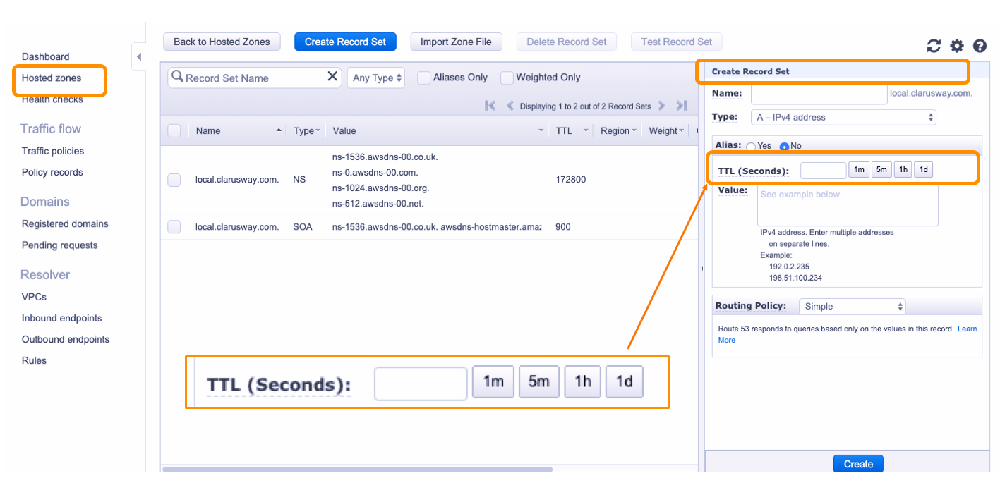 Dashboard
Hosted zones
Health checks
Traffic flow
Traffic policies
Policy records
Domains
Registered domains
Pending requests
Resolver
VPCs
Inbound endpoints
Outbound endpoints
Rules
Back to Hosted Zones Create Record Set Import Zone File Delete Record Set Test Record Set
Record Set Name Any Type Aliases Only Weighted Only
Displaying 1 to 2 out of 2 Record Sets
Name Type Value TTL Region Weight
ns-1536.awsdns-00.co.uk.
ns-0.awsdns-00.com.
local.clarusway.com. NS 172800
ns-1024.awsdns-00.org.
ns-512.awsdns-00.net.
local.clarusway.com. SOA ns-1536.awsdns-00.co.uk. awsdns-hostmaster.amaz 900
TTL (Seconds): 1m 5m 1h 1d
Create Record Set
Name: local.clarusway.com.
Type: A – IPv4 address
Alias: Yes No
TTL (Seconds): 1m 5m 1h 1d
Value: See example below
IPv4 address. Enter multiple addresses
on separate lines.
Example:
192.0.2.235
198.51.100.234
Routing Policy: Simple
Route 53 responds to queries based only on the values in this record. Learn
More
Create